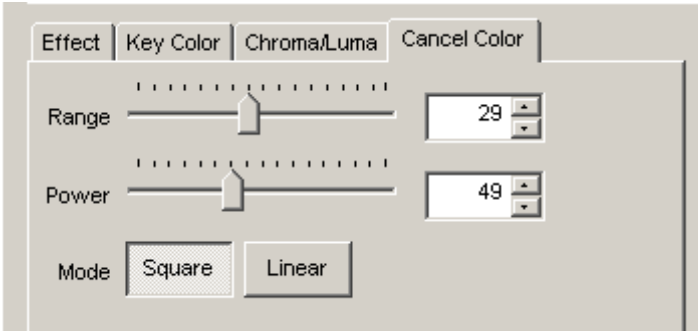 Effect Key Color Chroma/Luma Cancel Color
Range 29
Power 49
Mode Square Linear